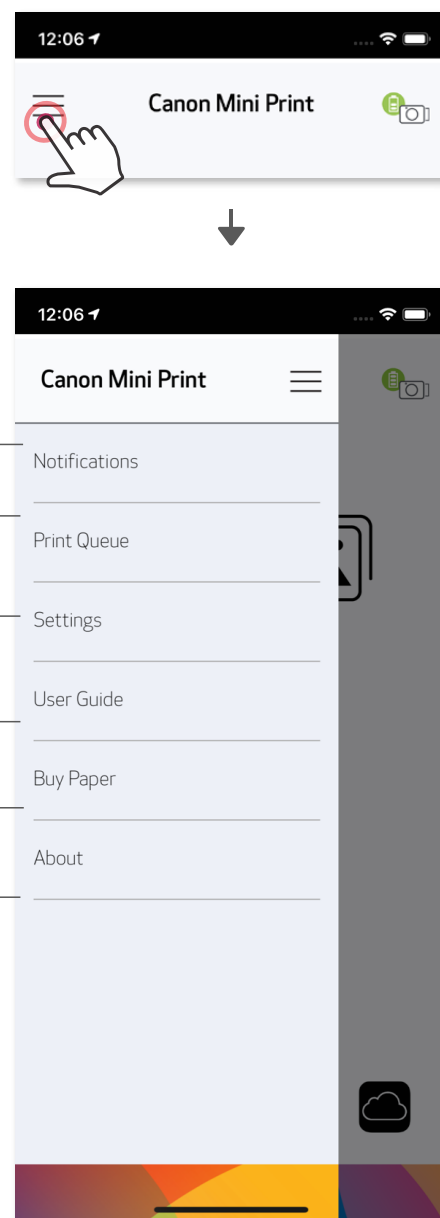 12:06
Canon Mini Print
12:06
Canon Mini Print
Notifications
Print Queue
Settings
User Guide
Buy Paper
About